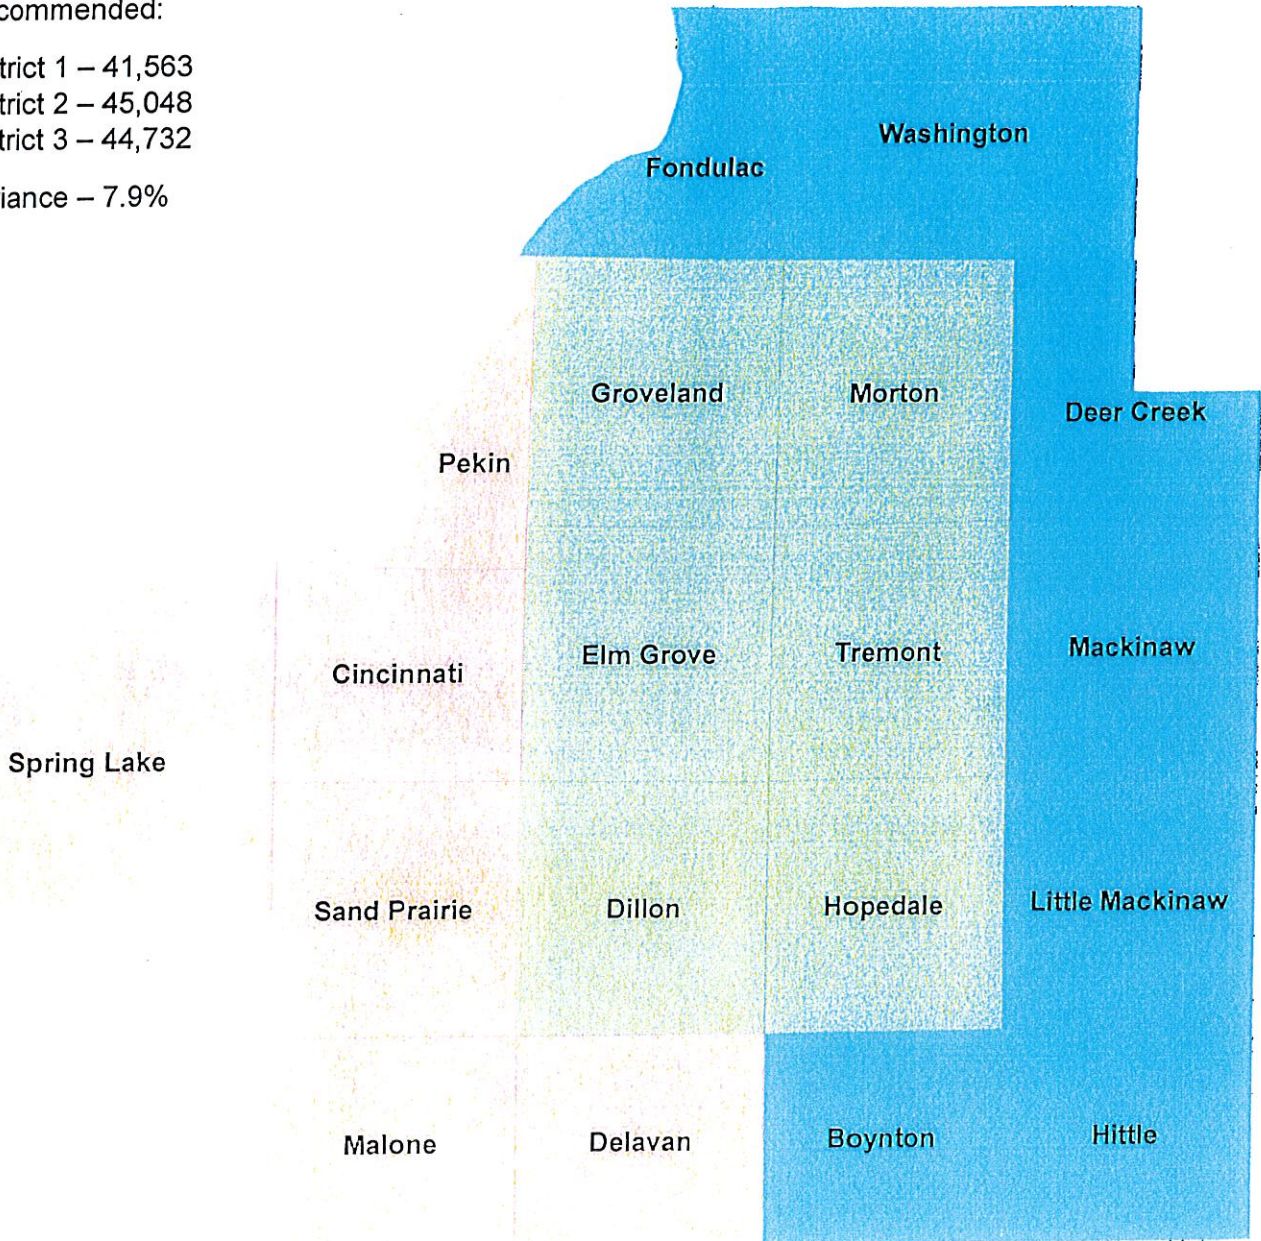 commended:
trict 1 – 41,563
trict 2 – 45,048
trict 3 – 44,732
riance – 7.9%
Washington
Fondulac
Groveland
Morton
Deer Creek
Pekin
Elm Grove
Tremont
Mackinaw
Cincinnati
Spring Lake
Sand Prairie
Dillon
Hopedale
Little Mackinaw
Malone
Delavan
Boynton
Hittle